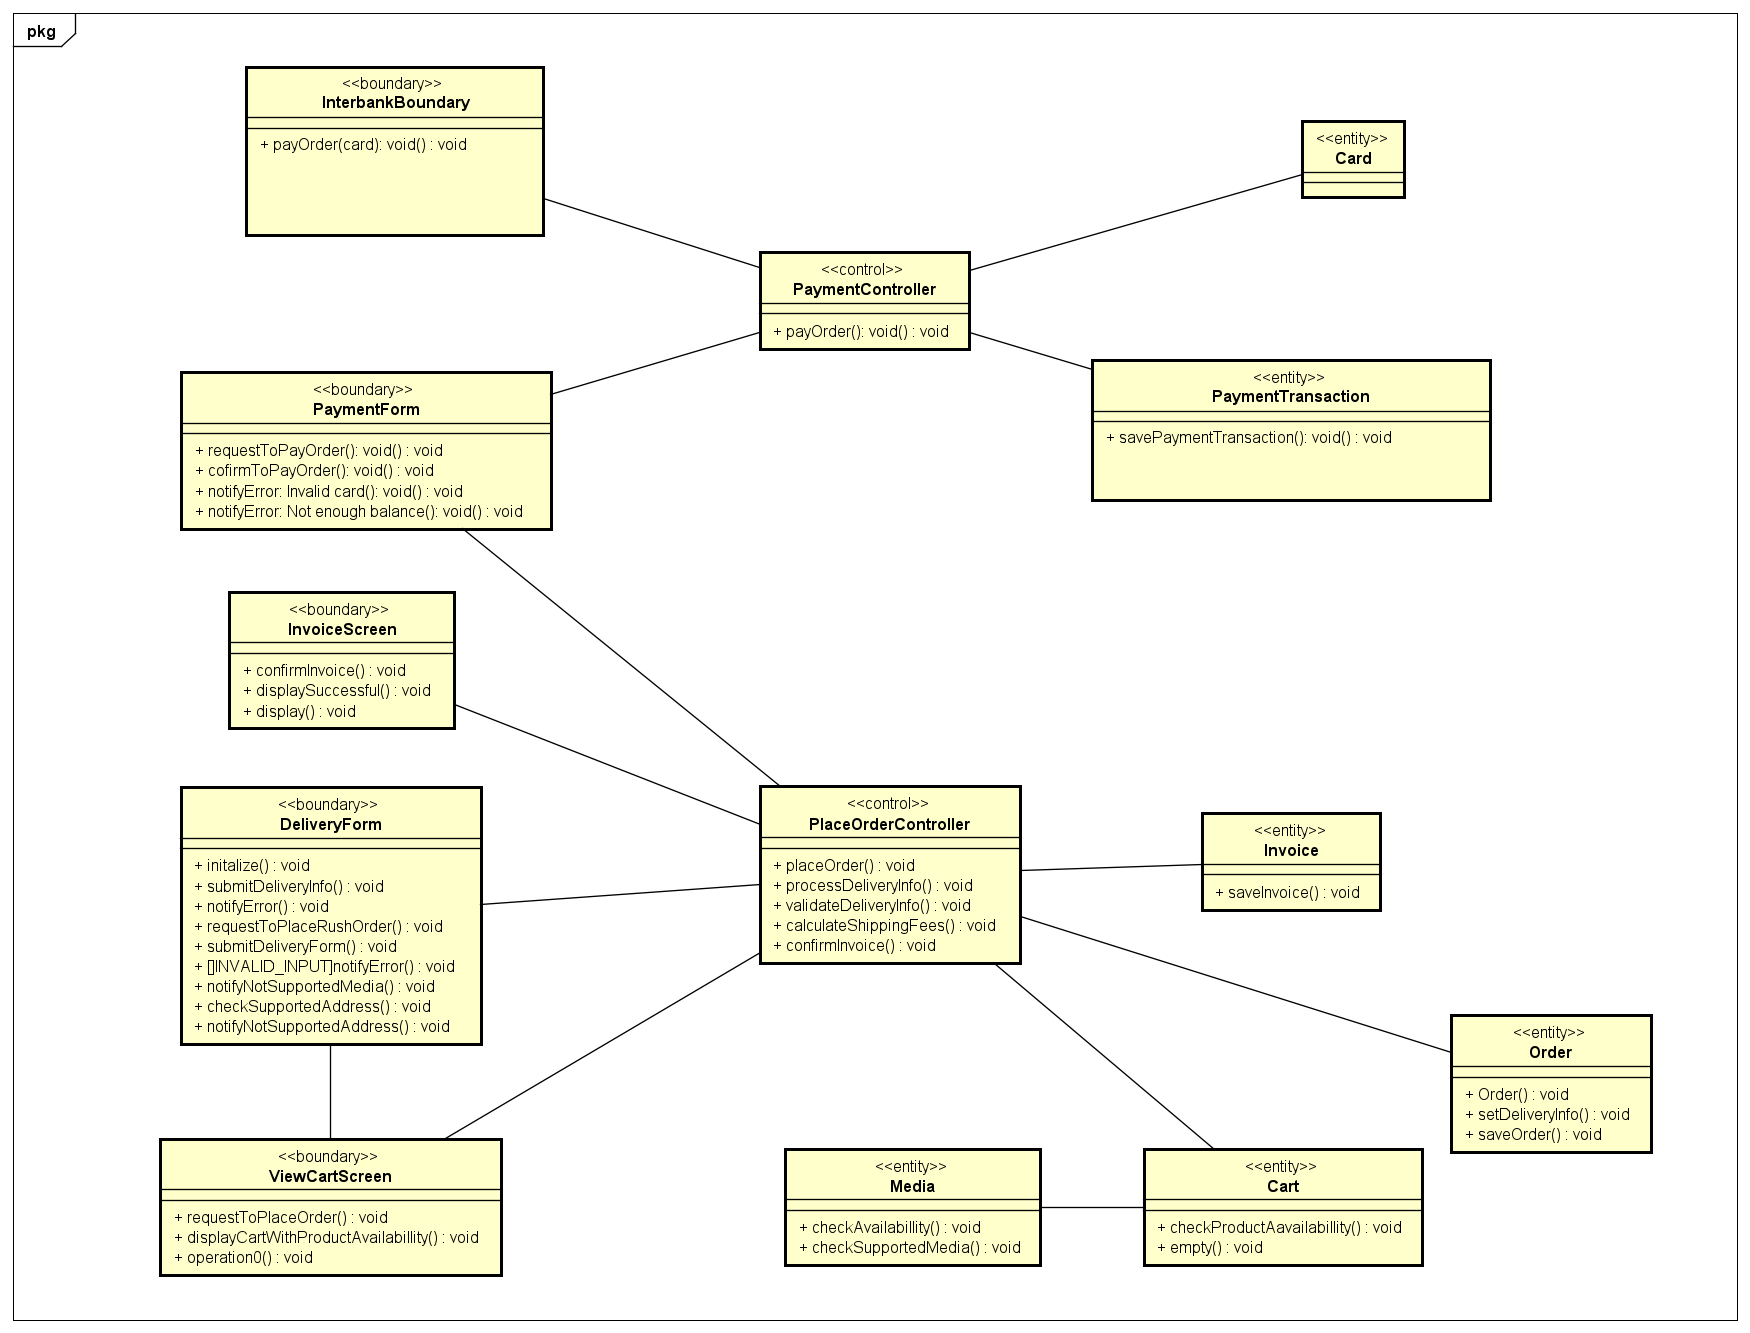 pkg
<<boundary>>
InterbankBoundary
+ payOrder(card): void() : void
<<entity>>
Card
<<control>>
PaymentController
+ payOrder(): void() : void
<<boundary>>
PaymentForm
+ requestToPayOrder(): void() : void
+ cofirmToPayOrder(): void() : void
+ notifyError: Invalid card(): void() : void
+ notifyError: Not enough balance(): void() : void
<<entity>>
PaymentTransaction
+ savePaymentTransaction(): void() : void
<<boundary>>
InvoiceScreen
+ confirmInvoice() : void
+ displaySuccessful() : void
+ display() : void
<<boundary>>
DeliveryForm
+ initalize() : void
+ submitDeliveryInfo() : void
+ notifyError() : void
+ requestToPlaceRushOrder() : void
+ submitDeliveryForm() : void
+ []INVALID_INPUT]notifyError() : void
+ notifyNotSupportedMedia() : void
+ checkSupportedAddress() : void
+ notifyNotSupportedAddress() : void
<<control>>
PlaceOrderController
+ placeOrder() : void
+ processDeliveryInfo() : void
+ validateDeliveryInfo() : void
+ calculateShippingFees() : void
+ confirmInvoice() : void
<<entity>>
Invoice
+ saveInvoice() : void
<<entity>>
Order
+ Order() : void
+ setDeliveryInfo() : void
+ saveOrder() : void
<<boundary>>
ViewCartScreen
+ requestToPlaceOrder() : void
+ displayCartWithProductAvailabillity() : void
+ operation0() : void
<<entity>>
Media
+ checkAvailabillity() : void
+ checkSupportedMedia() : void
<<entity>>
Cart
+ checkProductAavailabillity() : void
+ empty() : void